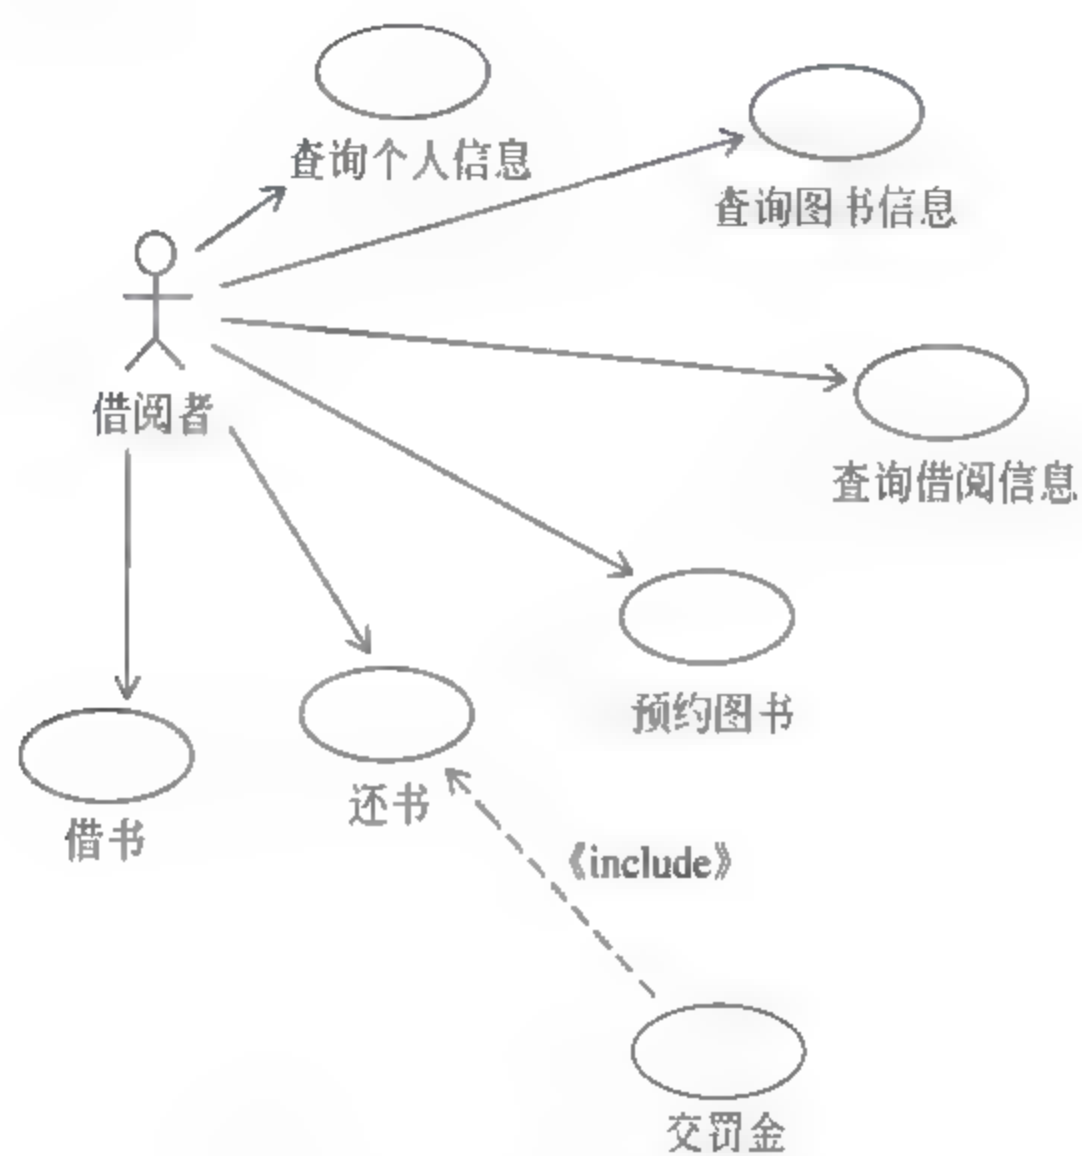 查询个人信息
查询图书信息
借阅者
查询借阅信息
预约图书
还书
借书
《include》
交罚金